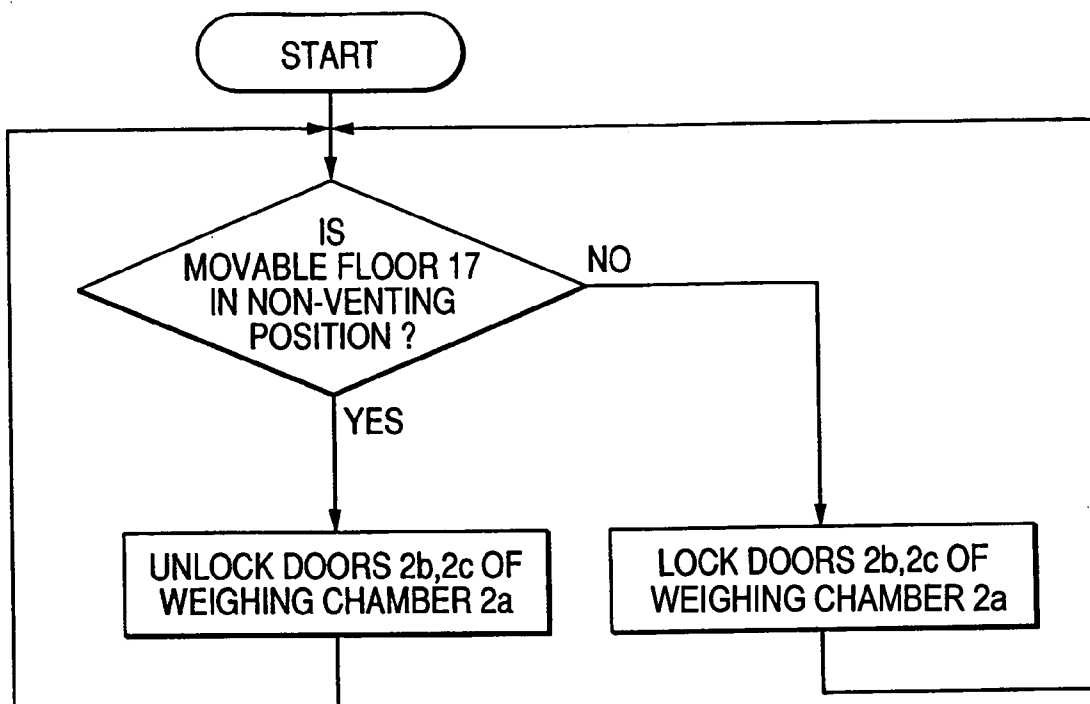 START
IS
MOVABLE FLOOR 17
IN NON-VENTING
POSITION ?
NO
YES
UNLOCK DOORS 2b,2c OF
WEIGHING CHAMBER 2a
LOCK DOORS 2b,2c OF
WEIGHING CHAMBER 2a